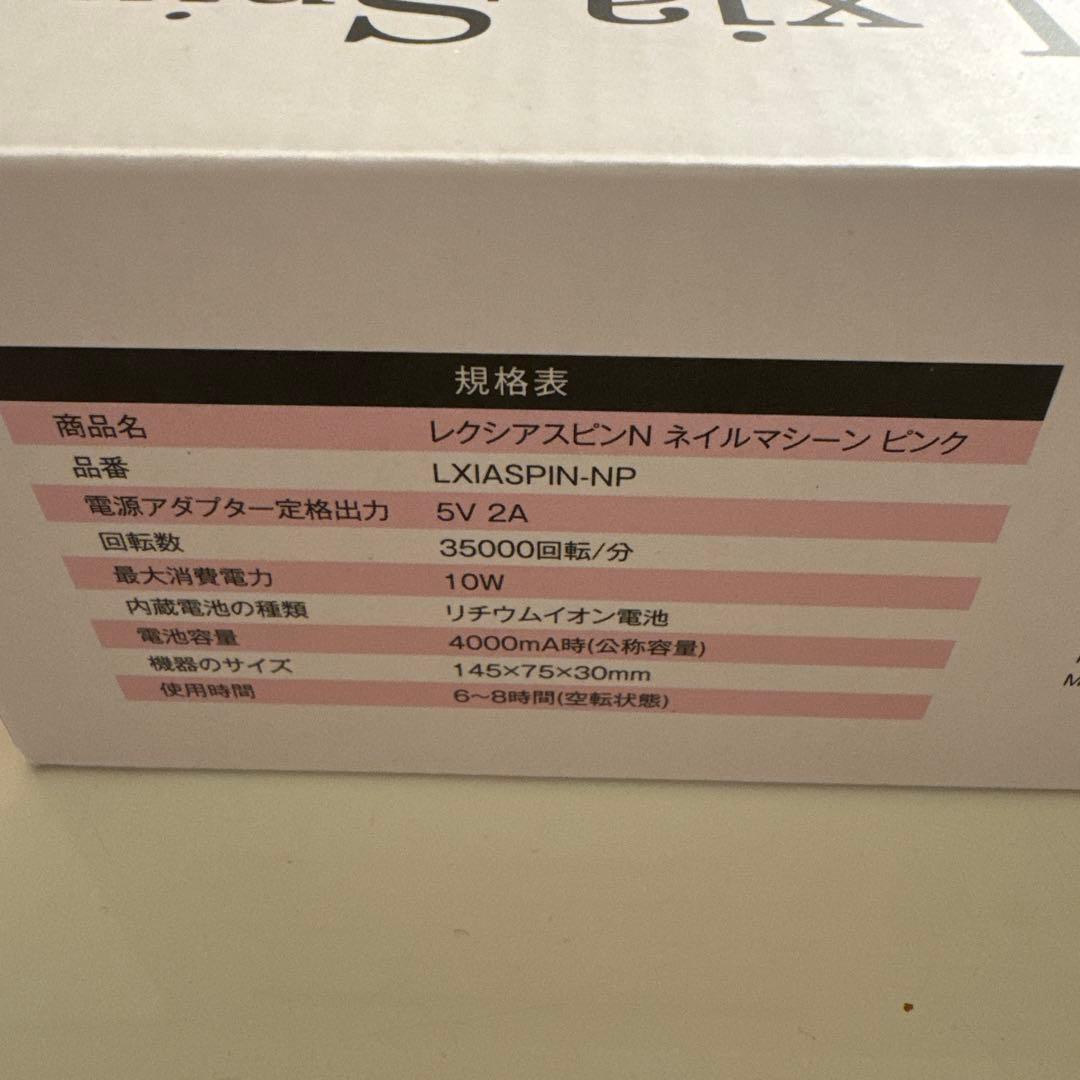 xia Spin
規格表
商品名 レクシアスピンN ネイルマシーン ピンク
品番 LXIASPIN-NP
電源アダプター定格出力 5V 2A
回転数 35000回転/分
最大消費電力 10W
内蔵電池の種類 リチウムイオン電池
電池容量 4000mA時(公称容量)
機器のサイズ 145×75×30mm
使用時間 6〜8時間(空転状態)